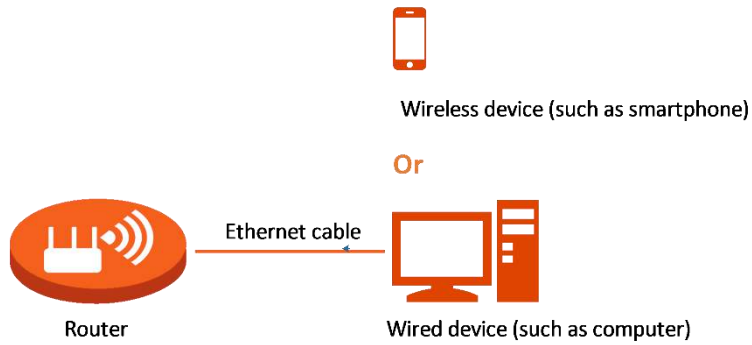 Wireless device (such as smartphone)
Or
Ethernet cable
Router
Wired device (such as computer)